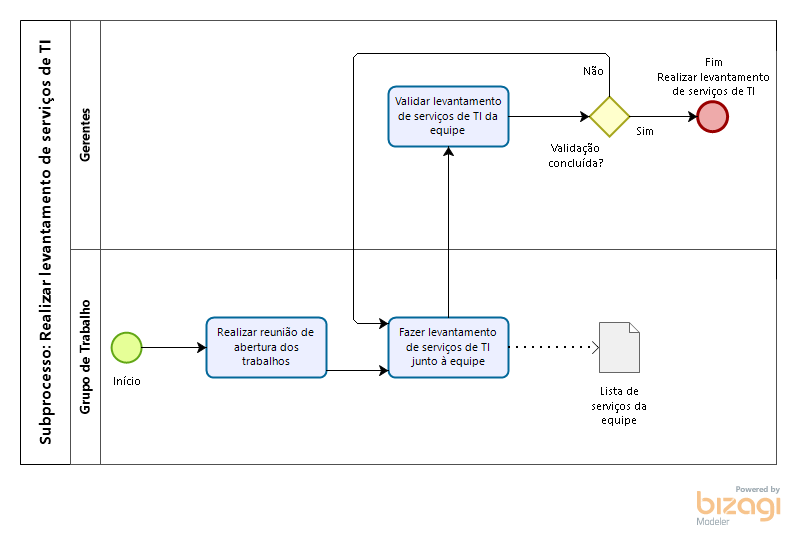 Subprocesso: Realizar levantamento de serviços de TI
Gerentes
Validar levantamento
de serviços de TI da
equipe
Não
Validação
concluída?
Sim
Fim
Realizar levantamento
de serviços de TI
Grupo de Trabalho
Início
Realizar reunião de
abertura dos
trabalhos
Fazer levantamento
de serviços de TI
junto à equipe
Lista de
serviços da
equipe
Powered by
bizagi
Modeler